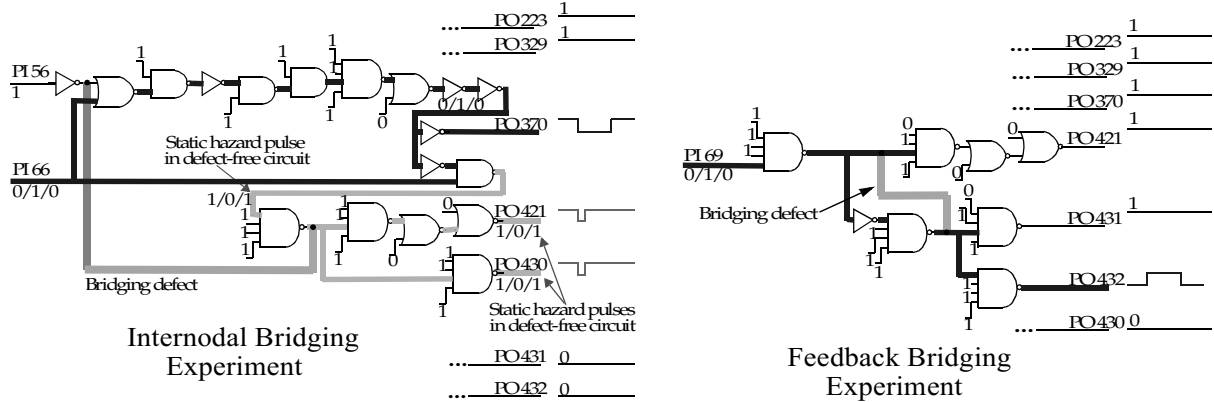 PO223 1
PO329 1
PI56
1
1
1
1
1
1
1
1
0
0/1/0
PO370
Static hazard pulse
in defect-free circuit
PI66
0/1/0
1/0/1
1
1
1
1
1
1
0
0
PO421
1/0/1
1
1
1
PO430
1/0/1
Bridging defect
Static hazard pulses
in defect-free circuit
Internodal Bridging
Experiment
... PO431 0
... PO432 0
... PO223 1
... PO329 1
... PO370 1
PI69
0/1/0
1
1
1
0
1
1
0
0
PO421 1
Bridging defect
0
1
1
PO431 1
1
1
1
1
1
1
1
1
PO432
... PO430 0
Feedback Bridging
Experiment